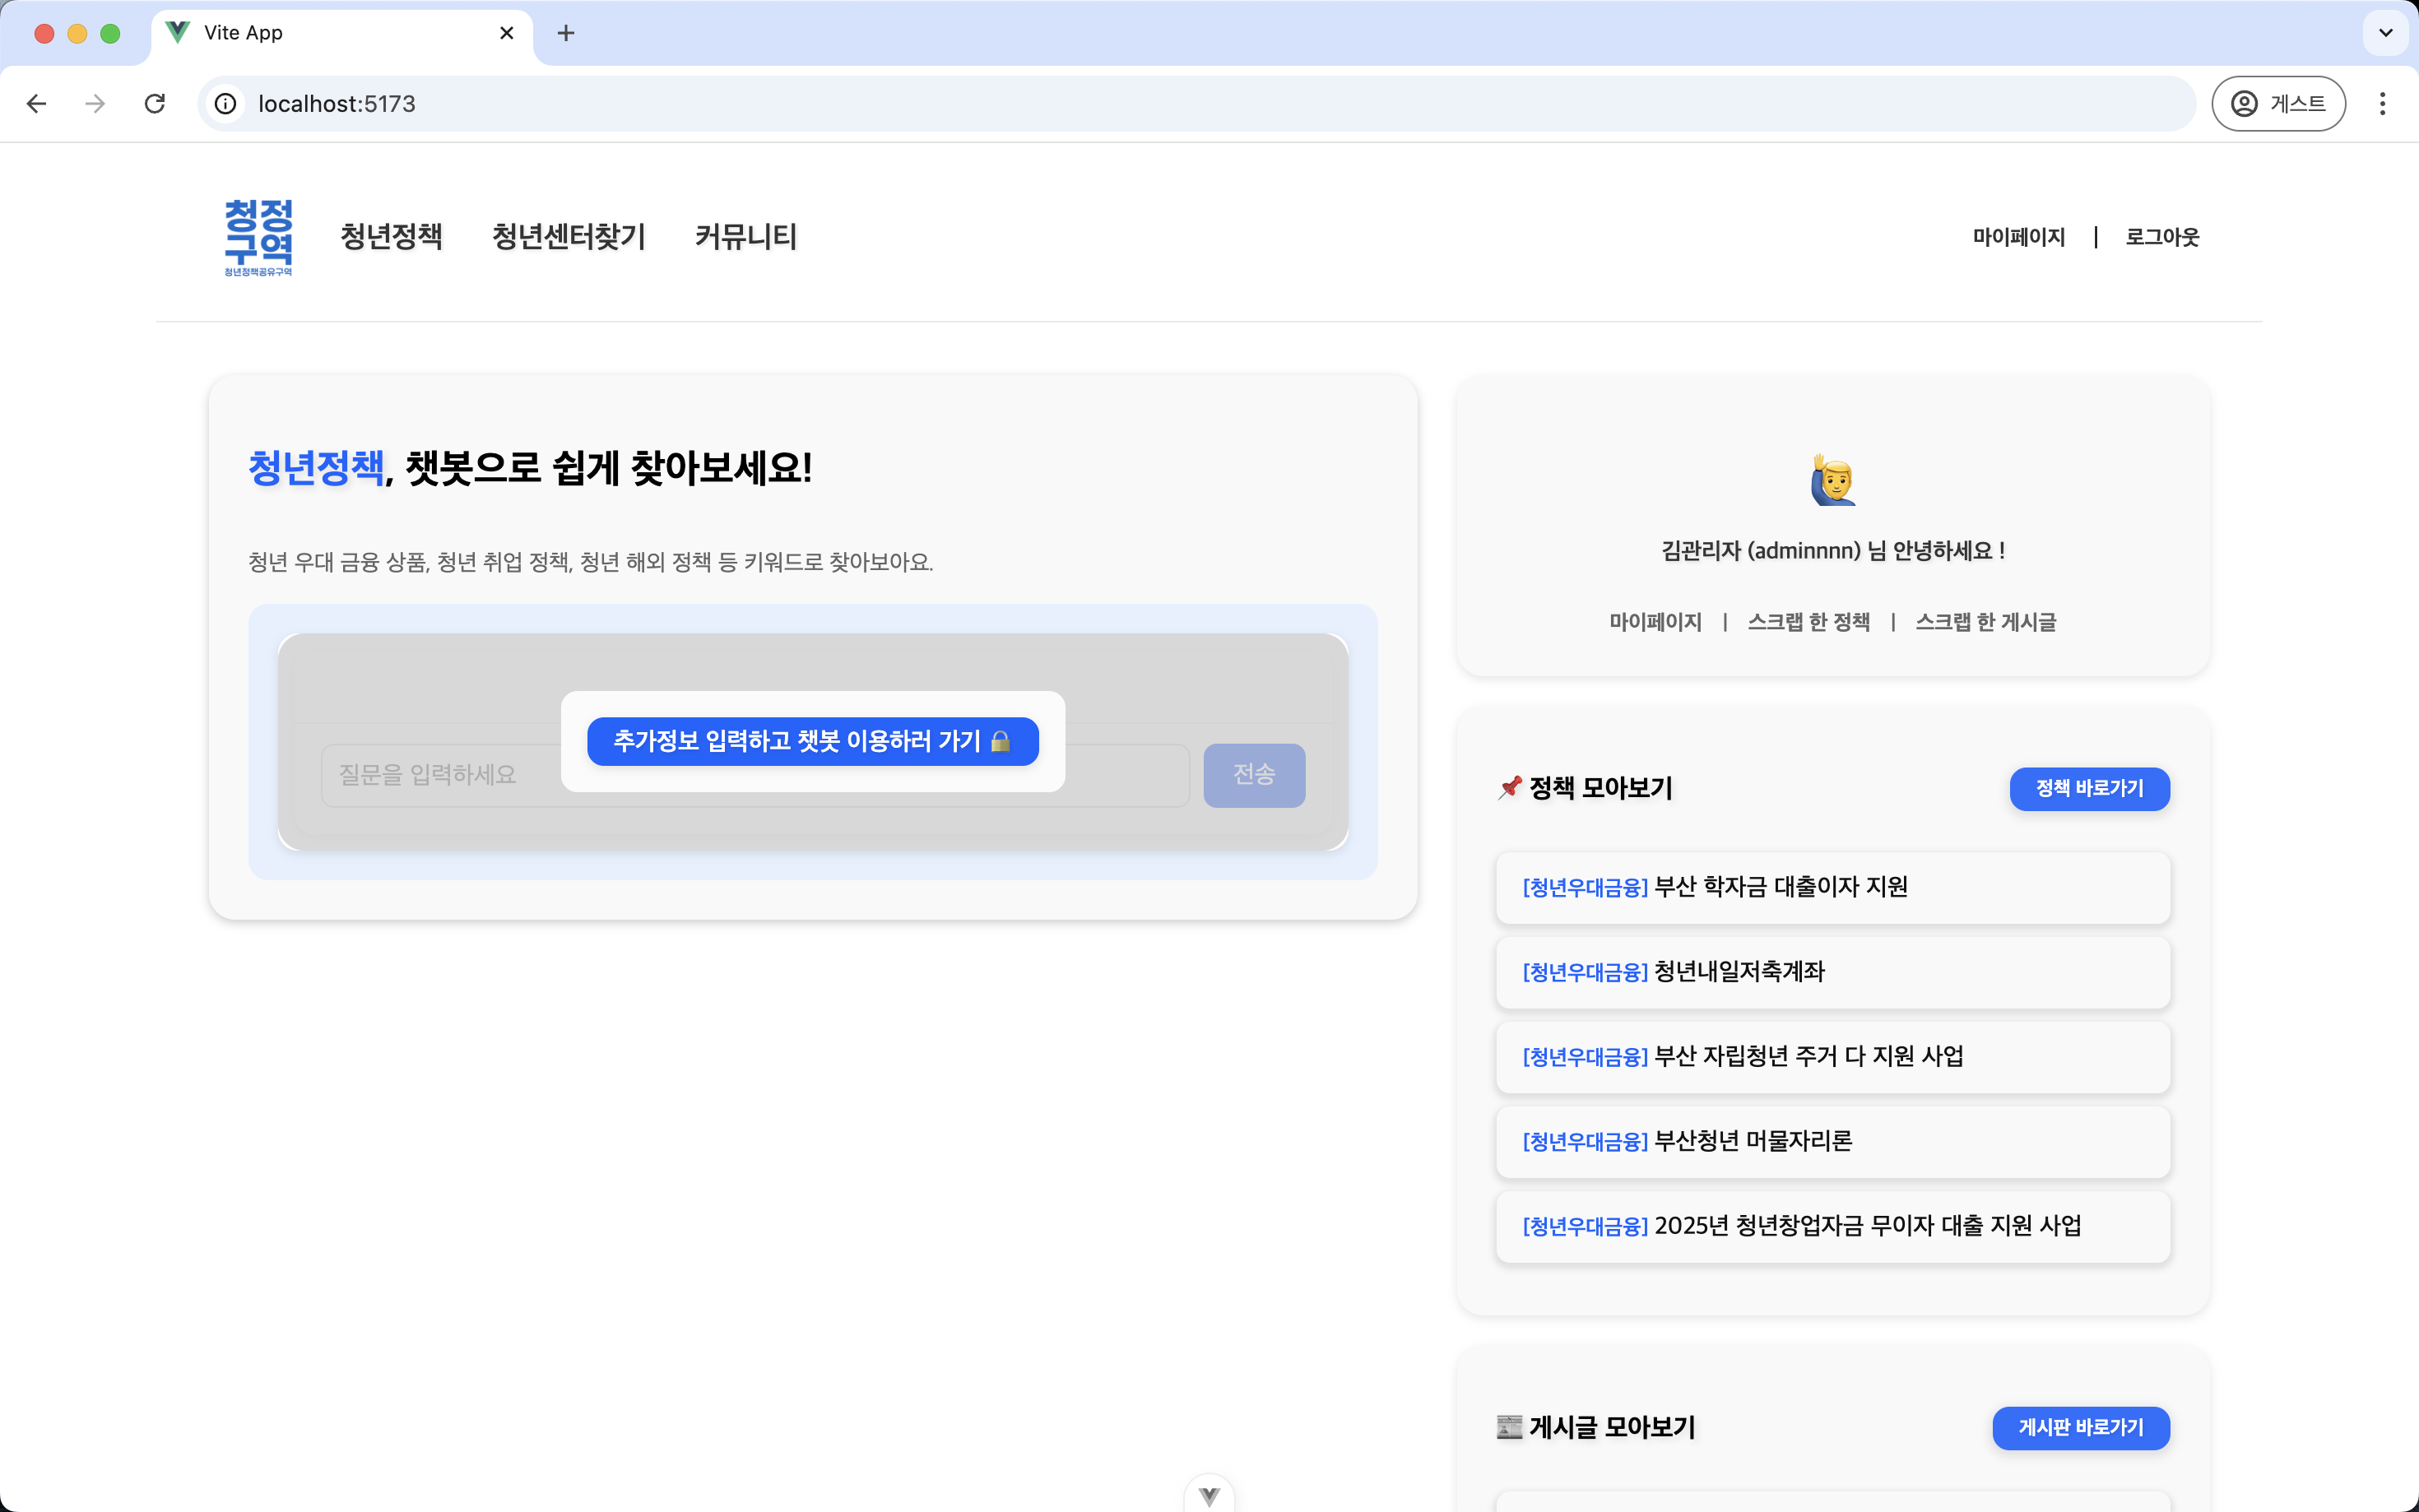 Vite App
localhost:5173
게스트
청정
구역
청년정책공유구역
청년정책
청년센터찾기
커뮤니티
마이페이지 | 로그아웃
청년정책, 챗봇으로 쉽게 찾아보세요!
청년 우대 금융 상품, 청년 취업 정책, 청년 해외 정책 등 키워드로 찾아보아요.
추가정보 입력하고 챗봇 이용하러 가기 🔒
질문을 입력하세요
전송
김관리자 (adminnnn) 님 안녕하세요 !
마이페이지 | 스크랩 한 정책 | 스크랩 한 게시글
📌 정책 모아보기
정책 바로가기
[청년우대금융] 부산 학자금 대출이자 지원
[청년우대금융] 청년내일저축계좌
[청년우대금융] 부산 자립청년 주거 다 지원 사업
[청년우대금융] 부산청년 머물자리론
[청년우대금융] 2025년 청년창업자금 무이자 대출 지원 사업
📰 게시글 모아보기
게시판 바로가기